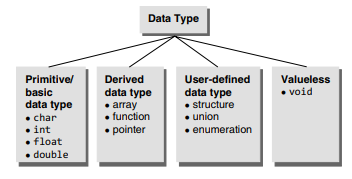 Data Type
Primitive/
basic
data type
• char
• int
• float
• double
Derived
data type
• array
• function
• pointer
User-defined
data type
• structure
• union
• enumeration
Valueless
• void